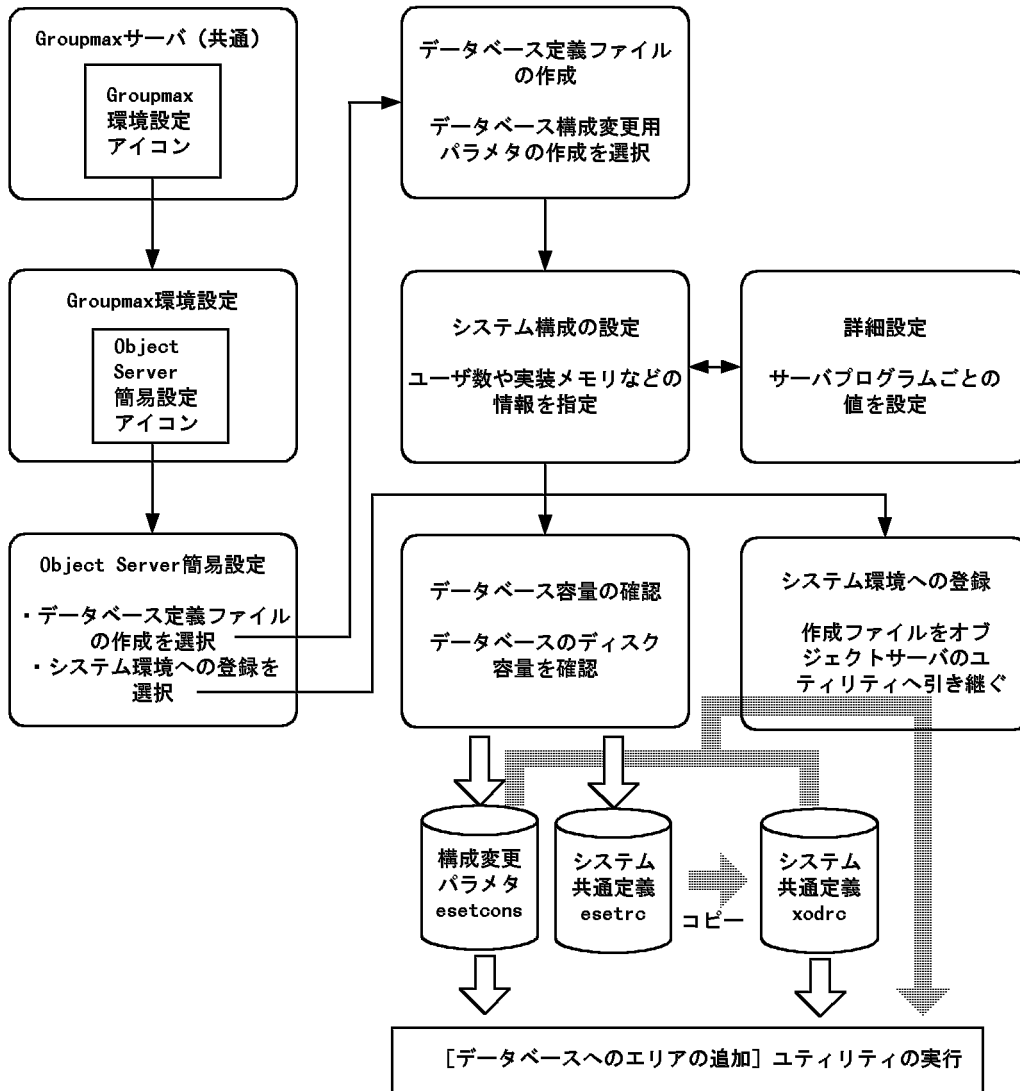 Groupmaxサーバ（共通）
Groupmax
環境設定
アイコン
Groupmax環境設定
Object
Server
簡易設定
アイコン
Object Server簡易設定
・データベース定義ファイル
の作成を選択
・システム環境への登録を
選択
データベース定義ファイル
の作成
データベース構成変更用
パラメタの作成を選択
システム構成の設定
ユーザ数や実装メモリなどの
情報を指定
詳細設定
サーバプログラムごとの
値を設定
データベース容量の確認
データベースのディスク
容量を確認
システム環境への登録
作成ファイルをオブ
ジェクトサーバのユ
ティリティへ引き継ぐ
構成変更
パラメタ
esetcons
システム
共通定義
esetrc
コピー
システム
共通定義
xodrc
［データベースへのエリアの追加］ユティリティの実行